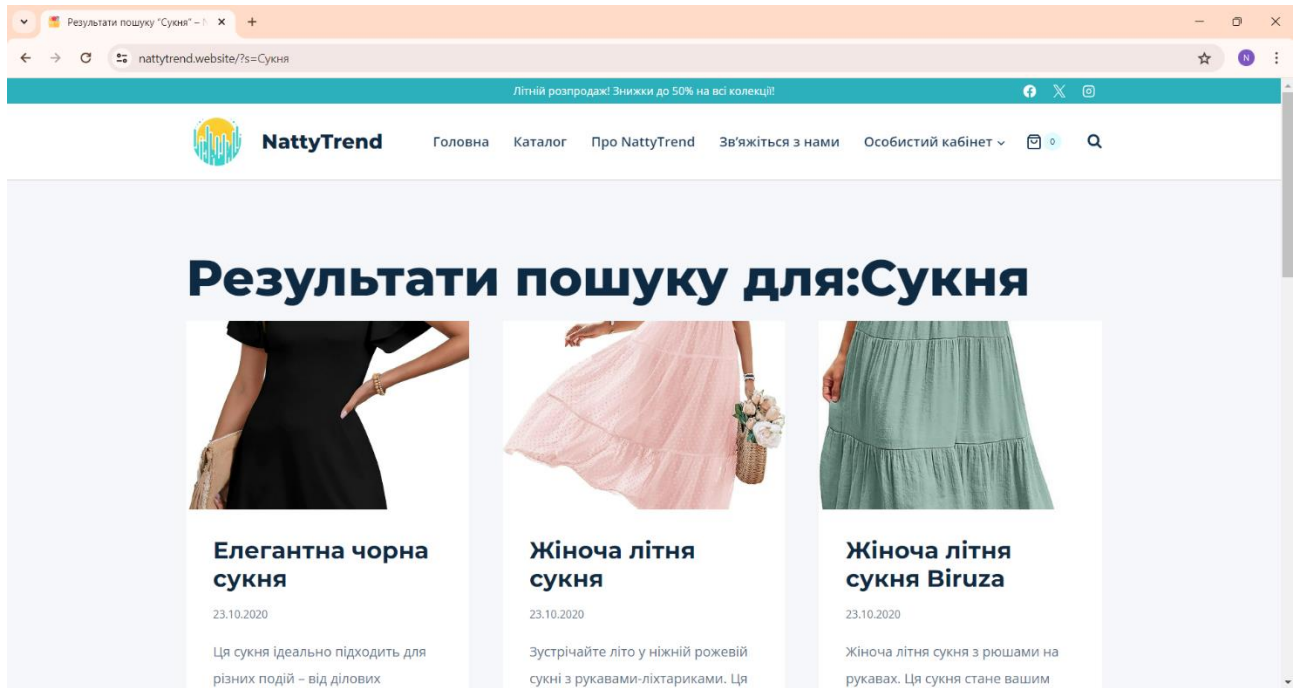 Результати пошуку "Сукня" – N
nattytrend.website/?s=Сукня
N
Літній розпродаж! Знижки до 50% на всі колекції!
NattyTrend
Головна Каталог Про NattyTrend Зв'яжіться з нами Особистий кабінет 0
Результати пошуку для:Сукня
Елегантна чорна
сукня
23.10.2020
Ця сукня ідеально підходить для
різних подій – від ділових
Жіноча літня
сукня
23.10.2020
Зустрічайте літо у ніжній рожевій
сукні з рукавами-ліхтариками. Ця
Жіноча літня
сукня Biruza
23.10.2020
Жіноча літня сукня з рюшами на
рукавах. Ця сукня стане вашим